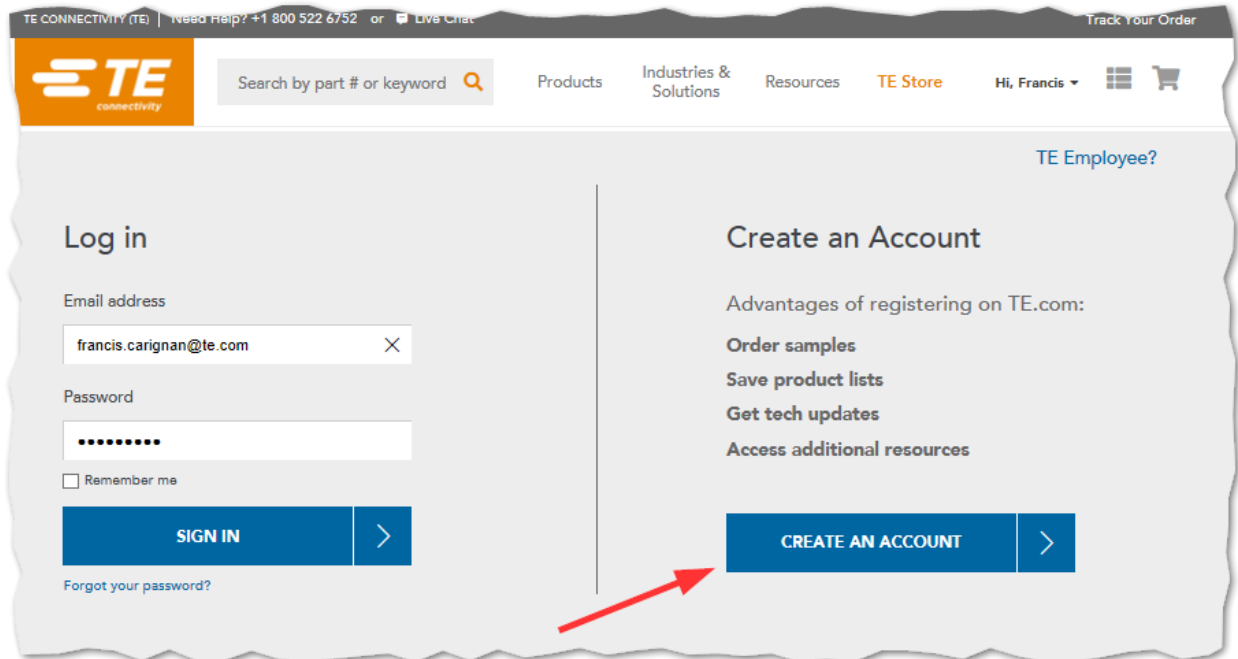 TE CONNECTIVITY (TE) | Need Help? +1 800 522 6752 or Live Chat
Track Your Order
TE
connectivity
Search by part # or keyword
Products
Industries &
Solutions
Resources
TE Store
Hi, Francis
TE Employee?
Log in
Email address
francis.carignan@te.com
Password
•••••••••
Remember me
SIGN IN
Forgot your password?
Create an Account
Advantages of registering on TE.com:
Order samples
Save product lists
Get tech updates
Access additional resources
CREATE AN ACCOUNT